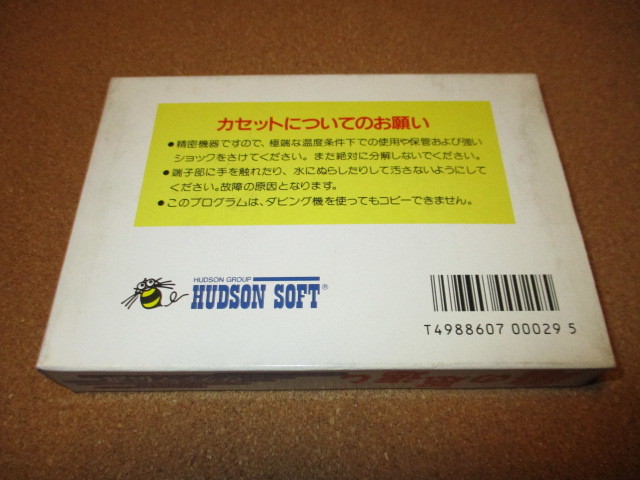 カセットについてのお願い
●精密機器ですので、極端な温度条件下での使用や保管および強い
ショックをさけてください。また絶対に分解しないでください。
●端子部に手を触れたり、水にぬらしたりして汚さないようにして
ください。故障の原因となります。
●このプログラムは、ダビング機を使ってもコピーできません。
HUDSON GROUP
HUDSON SOFT®
T4988607 00029 5